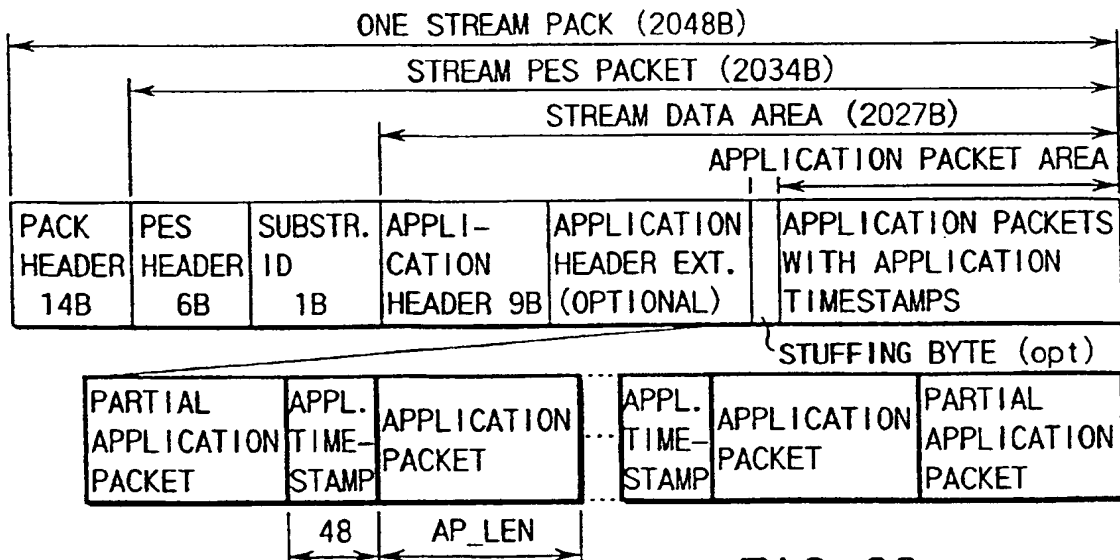 ONE STREAM PACK (2048B)
STREAM PES PACKET (2034B)
STREAM DATA AREA (2027B)
APPLICATION PACKET AREA
PACK
HEADER
14B
PES
HEADER
6B
SUBSTR.
ID
1B
APPLI-
CATION
HEADER 9B
APPLICATION
HEADER EXT.
(OPTIONAL)
APPLICATION PACKETS
WITH APPLICATION
TIMESTAMPS
STUFFING BYTE (opt)
PARTIAL
APPLICATION
PACKET
APPL.
TIME-
STAMP
APPLICATION
PACKET
APPL.
TIME-
STAMP
APPLICATION
PACKET
PARTIAL
APPLICATION
PACKET
48
AP_LEN